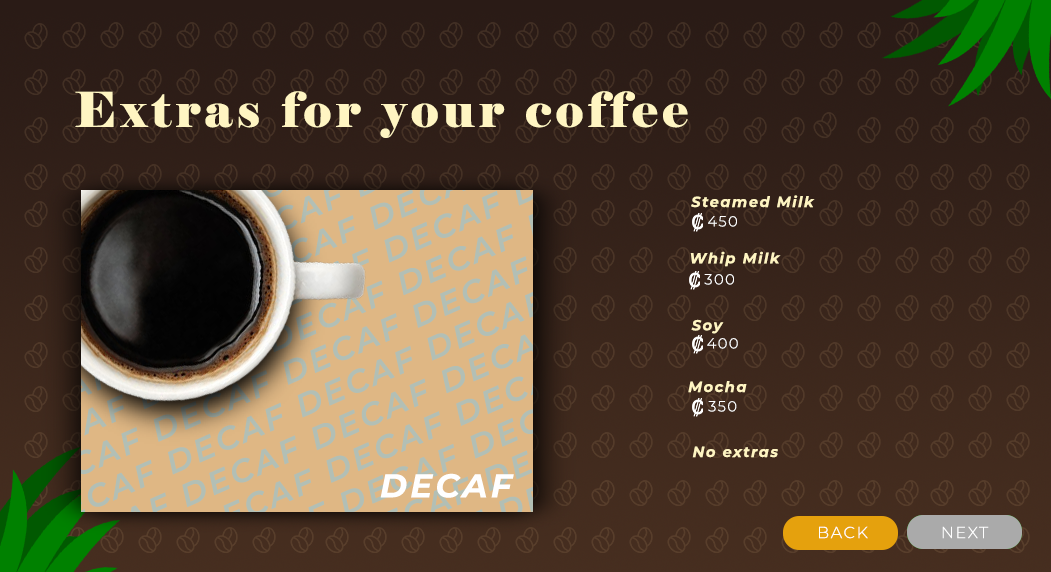 Extras for your coffee
DECAF
Steamed Milk
₡ 450
Whip Milk
₡ 300
Soy
₡ 400
Mocha
₡ 350
No extras
BACK
NEXT